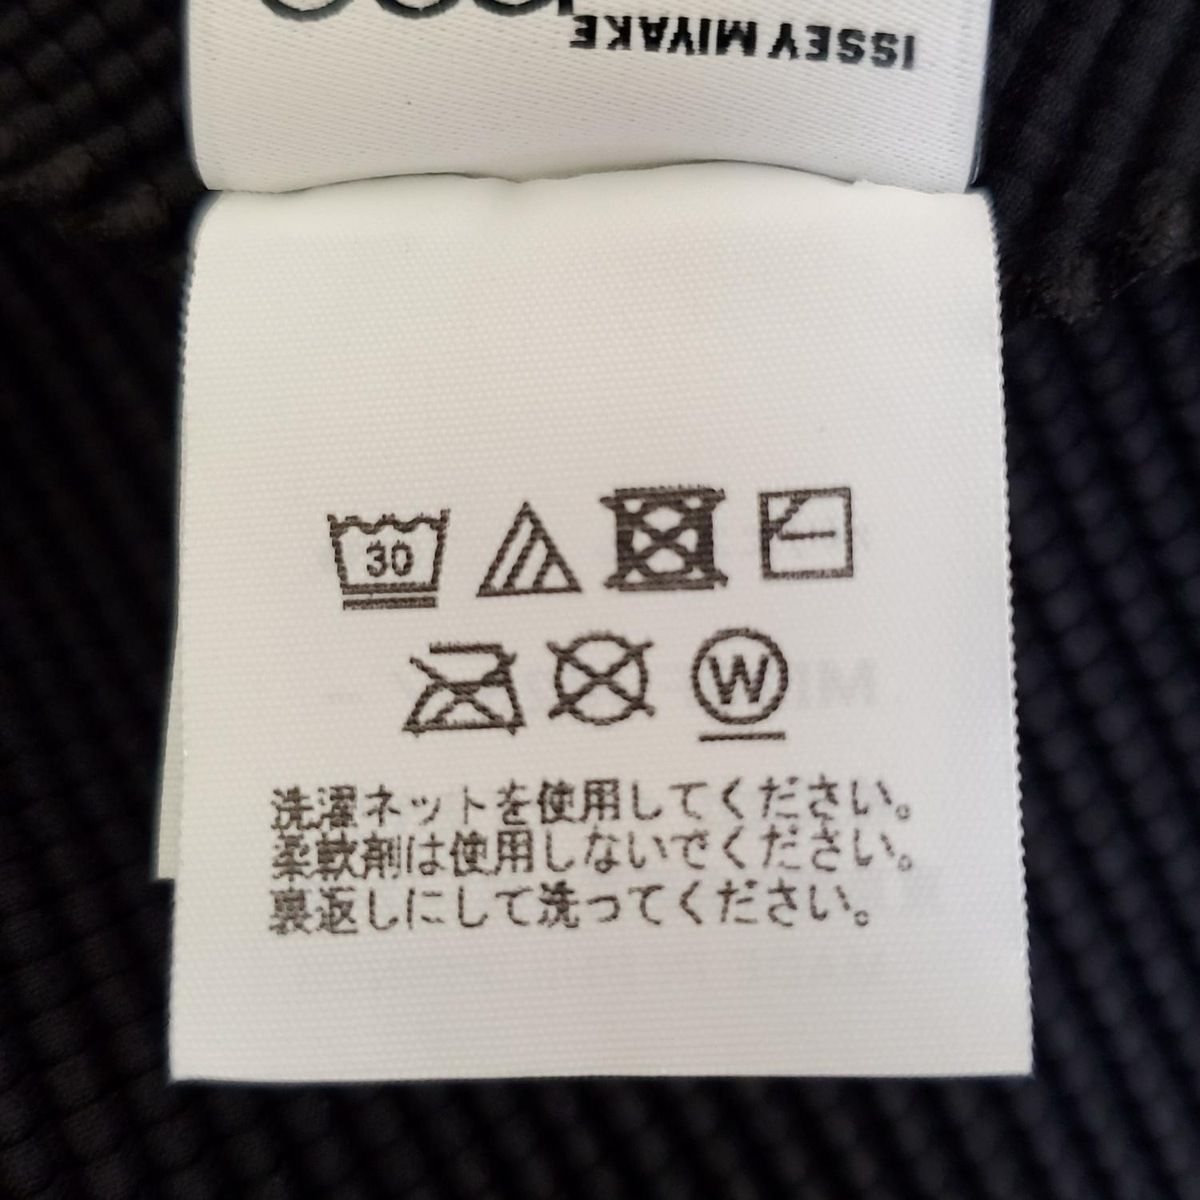 ISSEY MIYAKE
30
W
洗濯ネットを使用してください。
柔軟剤は使用しないでください。
裏返しにして洗ってください。